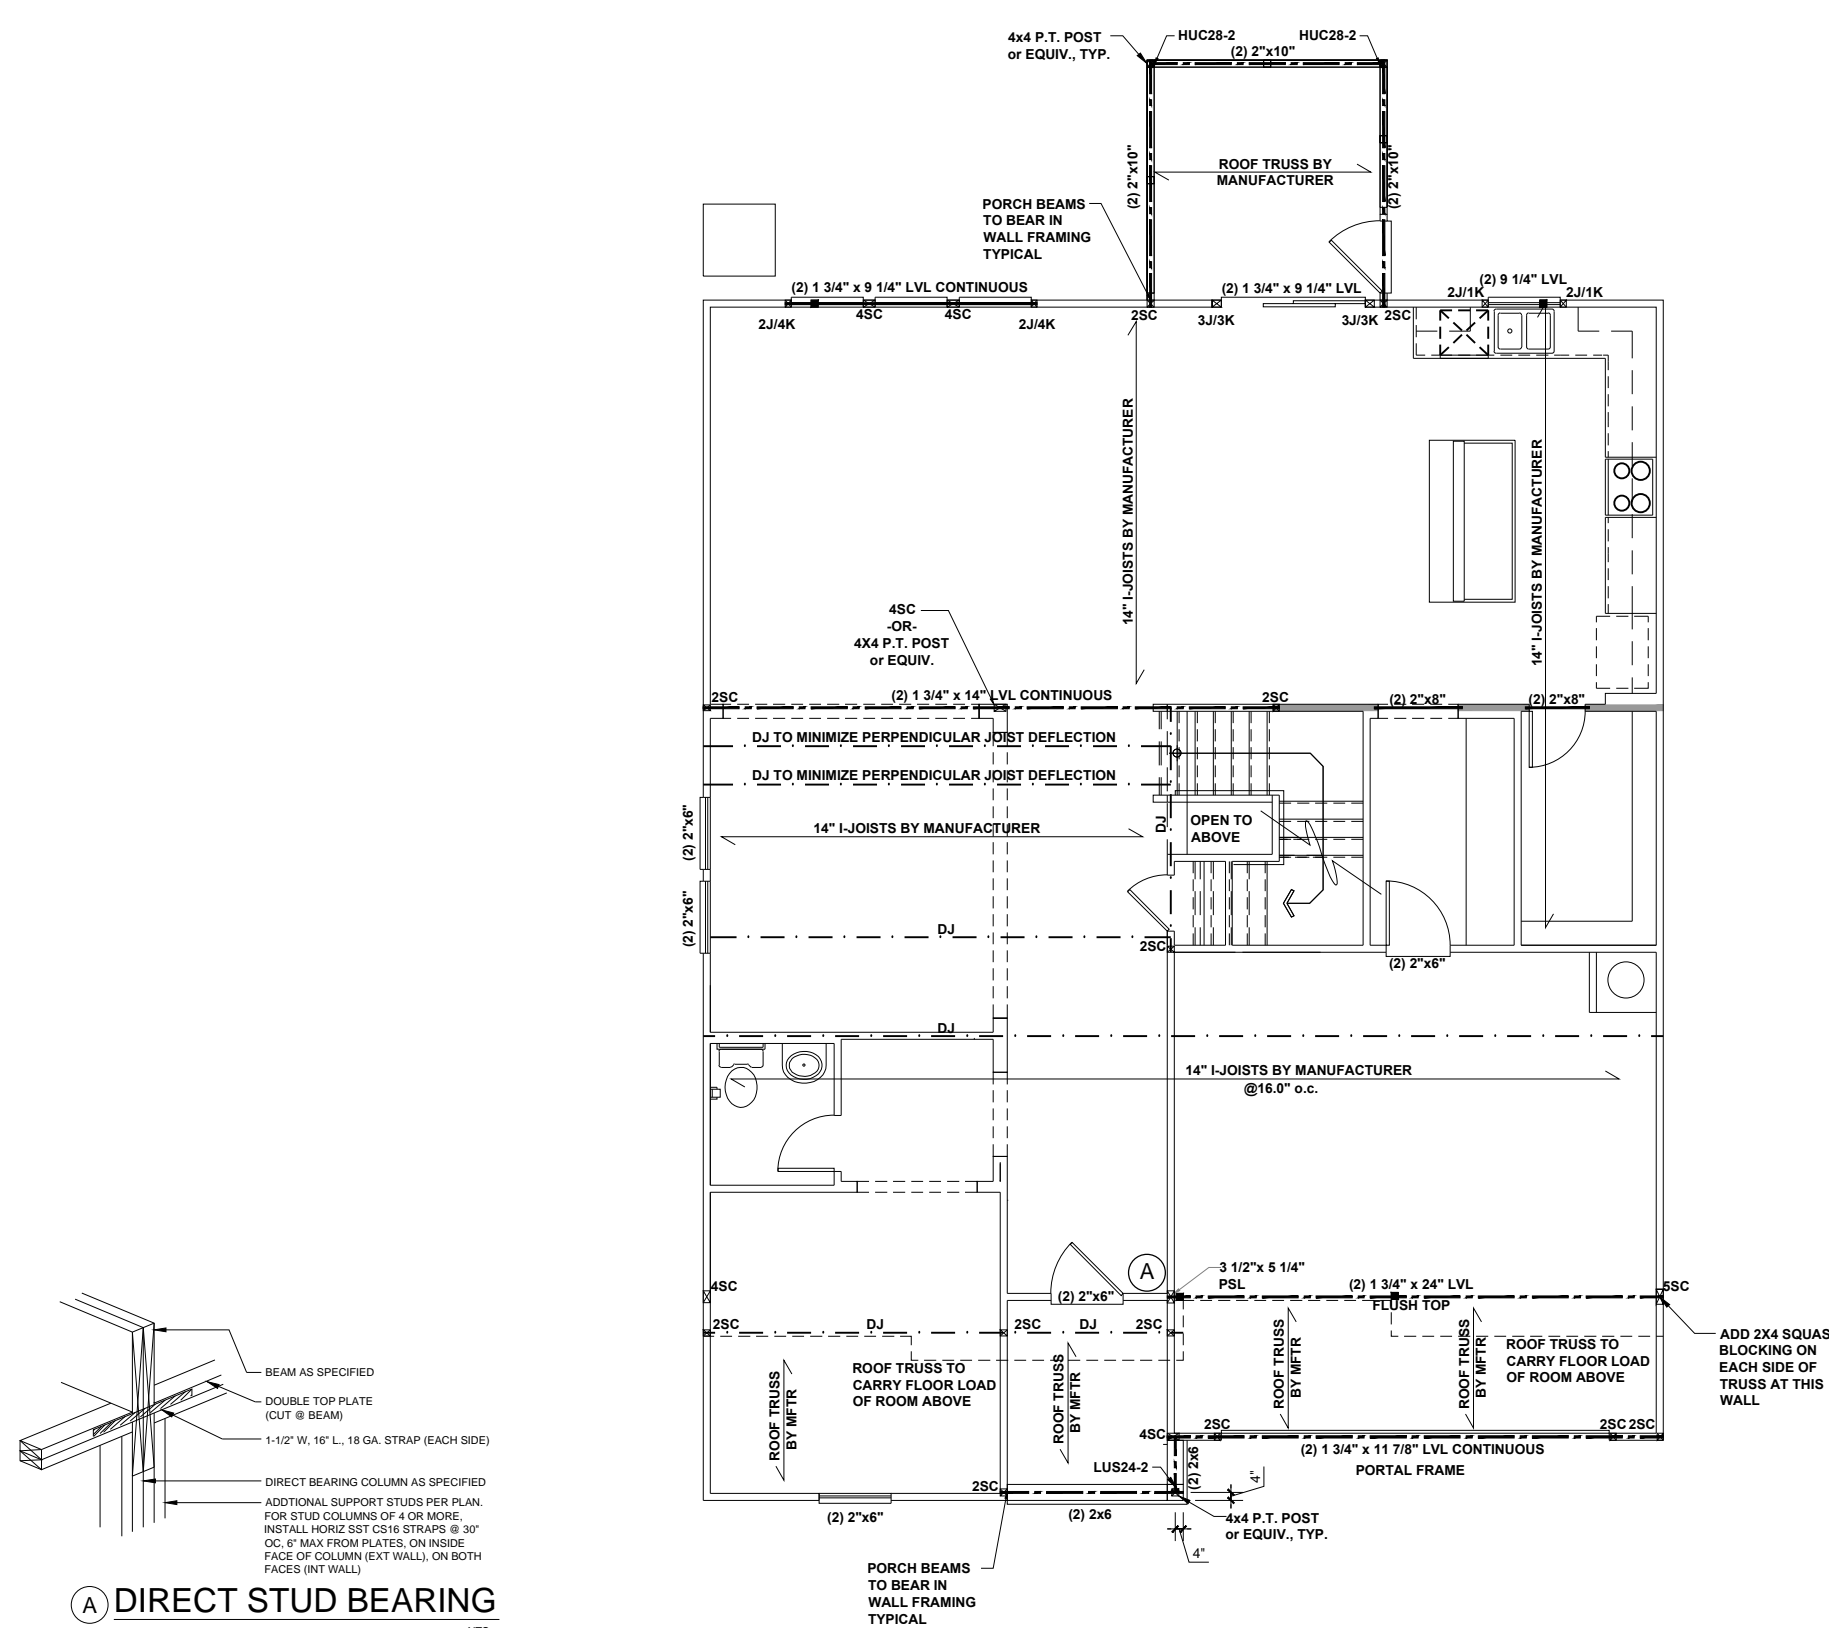 4x4 P.T. POST
or EQUIV., TYP.
HUC28-2
HUC28-2
(2) 2"x10"
(2) 2"x10"
(2) 2"x10"
ROOF TRUSS BY
MANUFACTURER
PORCH BEAMS
TO BEAR IN
WALL FRAMING
TYPICAL
(2) 1 3/4" x 9 1/4" LVL CONTINUOUS
(2) 1 3/4" x 9 1/4" LVL
(2) 9 1/4" LVL
2J/1K
2J/1K
2J/4K
4SC
4SC
2J/4K
2SC
3J/3K
3J/3K
2SC
14" I-JOISTS BY MANUFACTURER
14" I-JOISTS BY MANUFACTURER
4SC
-OR-
4X4 P.T. POST
or EQUIV.
2SC
(2) 1 3/4" x 14" LVL CONTINUOUS
2SC
(2) 2"x8"
(2) 2"x8"
DJ TO MINIMIZE PERPENDICULAR JOIST DEFLECTION
DJ TO MINIMIZE PERPENDICULAR JOIST DEFLECTION
(2) 2"x6"
14" I-JOISTS BY MANUFACTURER
DJ
OPEN TO
ABOVE
(2) 2"x6"
DJ
2SC
(2) 2"x6"
DJ
14" I-JOISTS BY MANUFACTURER
@16.0" o.c.
4SC
A
3 1/2"x 5 1/4"
PSL
(2) 1 3/4" x 24" LVL
FLUSH TOP
5SC
(2) 2"x6"
2SC
DJ
2SC
DJ
2SC
ROOF TRUSS
BY MFTR
ROOF TRUSS TO
CARRY FLOOR LOAD
OF ROOM ABOVE
ROOF TRUSS
BY MFTR
ROOF TRUSS
BY MFTR
ROOF TRUSS
BY MFTR
ROOF TRUSS TO
CARRY FLOOR LOAD
OF ROOM ABOVE
ADD 2X4 SQUAS
BLOCKING ON
EACH SIDE OF
TRUSS AT THIS
WALL
4SC
2SC
2SC 2SC
(2) 1 3/4" x 11 7/8" LVL CONTINUOUS
PORTAL FRAME
LUS24-2
(2) 2x6
4"
2SC
(2) 2"x6"
(2) 2x6
4x4 P.T. POST
or EQUIV., TYP.
4"
PORCH BEAMS
TO BEAR IN
WALL FRAMING
TYPICAL
BEAM AS SPECIFIED
DOUBLE TOP PLATE
(CUT @ BEAM)
1-1/2" W, 16" L., 18 GA. STRAP (EACH SIDE)
DIRECT BEARING COLUMN AS SPECIFIED
ADDTIONAL SUPPORT STUDS PER PLAN.
FOR STUD COLUMNS OF 4 OR MORE,
INSTALL HORIZ SST CS16 STRAPS @ 30"
OC, 6" MAX FROM PLATES, ON INSIDE
FACE OF COLUMN (EXT WALL), ON BOTH
FACES (INT WALL)
A DIRECT STUD BEARING